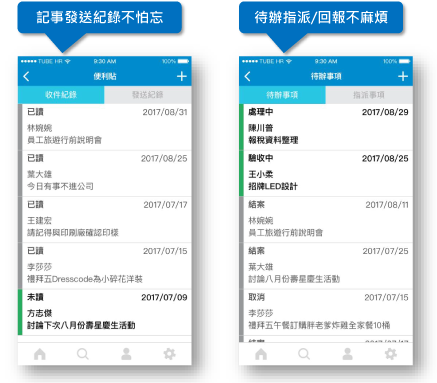 記事發送紀錄不怕忘
TUBE HR 9:30 AM 100%
便利貼
收件紀錄 發送紀錄
已讀 2017/08/31
林婉婉
員工旅遊行前說明會
已讀 2017/08/25
葉大雄
今日有事不進公司
已讀 2017/07/17
王建宏
請記得與印刷廠確認印樣
已讀 2017/07/15
李莎莎
禮拜五Dresscode為小碎花洋裝
未讀 2017/07/09
方志傑
討論下次八月份壽星慶生活動
待辦指派/回報不麻煩
TUBE HR 9:30 AM 100%
待辦事項
待辦事項 指派事項
處理中 2017/08/29
陳川普
報稅資料整理
驗收中 2017/08/25
王小柔
招牌LED設計
結案 2017/08/11
林婉婉
員工旅遊行前說明會
結案 2017/07/25
葉大雄
討論八月份壽星慶生活動
取消 2017/07/15
李莎莎
禮拜五午餐訂購胖老爹炸雞全家餐10桶